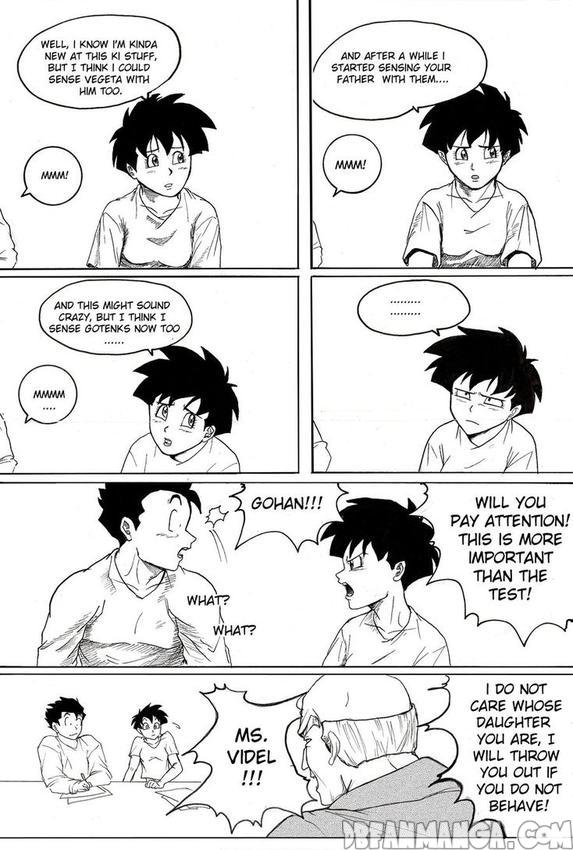 WELL, I KNOW I'M KINDA
NEW AT THIS KI STUFF,
BUT I THINK I COULD
SENSE VEGETA WITH
HIM TOO.
MMM!
AND AFTER A WHILE I
STARTED SENSING YOUR
FATHER WITH THEM....
MMM!
AND THIS MIGHT SOUND
CRAZY, BUT I THINK I
SENSE GOTENKS NOW TOO
......
MMMM
....
.........
.........
GOHAN!!!
WILL YOU
PAY ATTENTION!
THIS IS MORE
IMPORTANT
THAN THE
TEST!
WHAT?
WHAT?
MS.
VIDEL
!!!
I DO NOT
CARE WHOSE
DAUGHTER
YOU ARE, I
WILL THROW
YOU OUT IF
YOU DO NOT
BEHAVE!
DBFANMANGA.COM